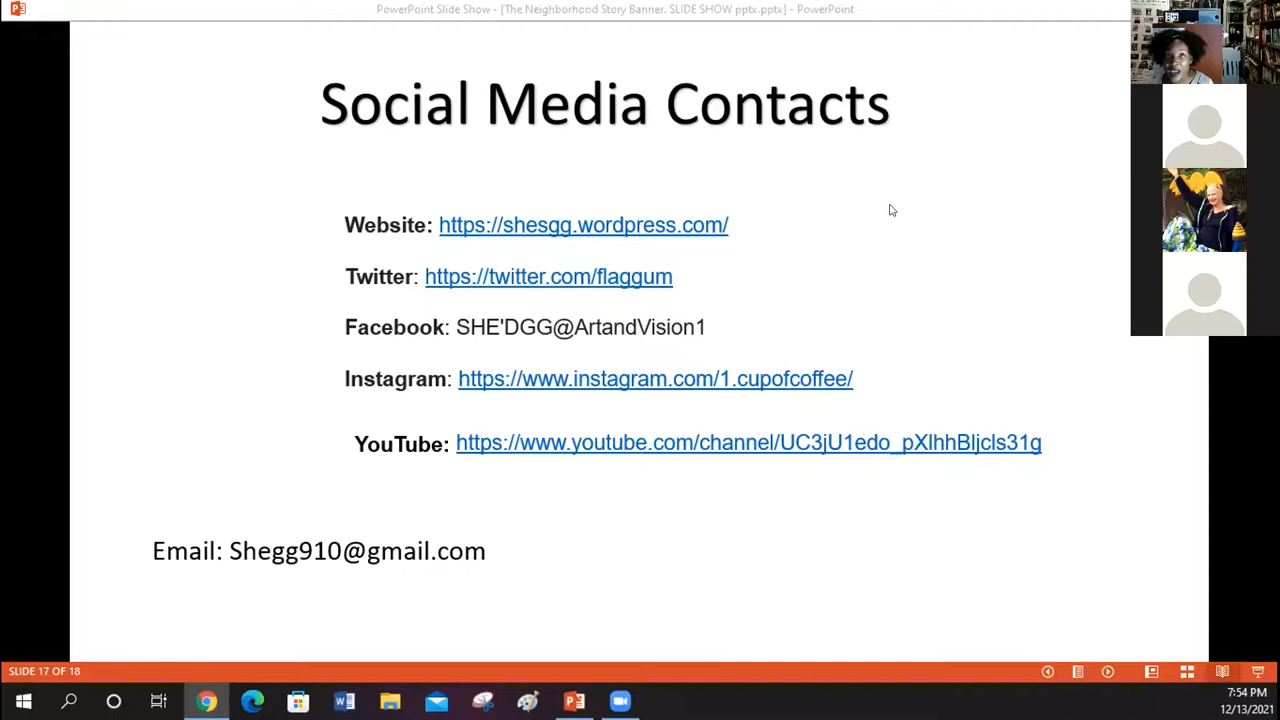 PowerPoint Slide Show - [The Neighborhood Story Banner. SLIDE SHOW pptx.pptx] - PowerPoint
Social Media Contacts
Website: https://shesgg.wordpress.com/
Twitter: https://twitter.com/flaggum
Facebook: SHE'DGG@ArtandVision1
Instagram: https://www.instagram.com/1.cupofcoffee/
YouTube: https://www.youtube.com/channel/UC3jU1edo_pXlhhBljcls31g
Email: Shegg910@gmail.com
SLIDE 17 OF 18
7:54 PM
12/13/2021